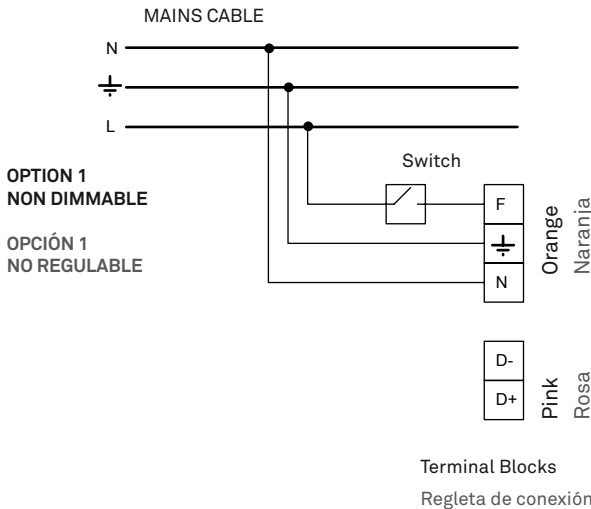 MAINS CABLE
N
L
OPTION 1
NON DIMMABLE
OPCIÓN 1
NO REGULABLE
Switch
F
N
Orange
Naranja
D-
D+
Pink
Rosa
Terminal Blocks
Regleta de conexión